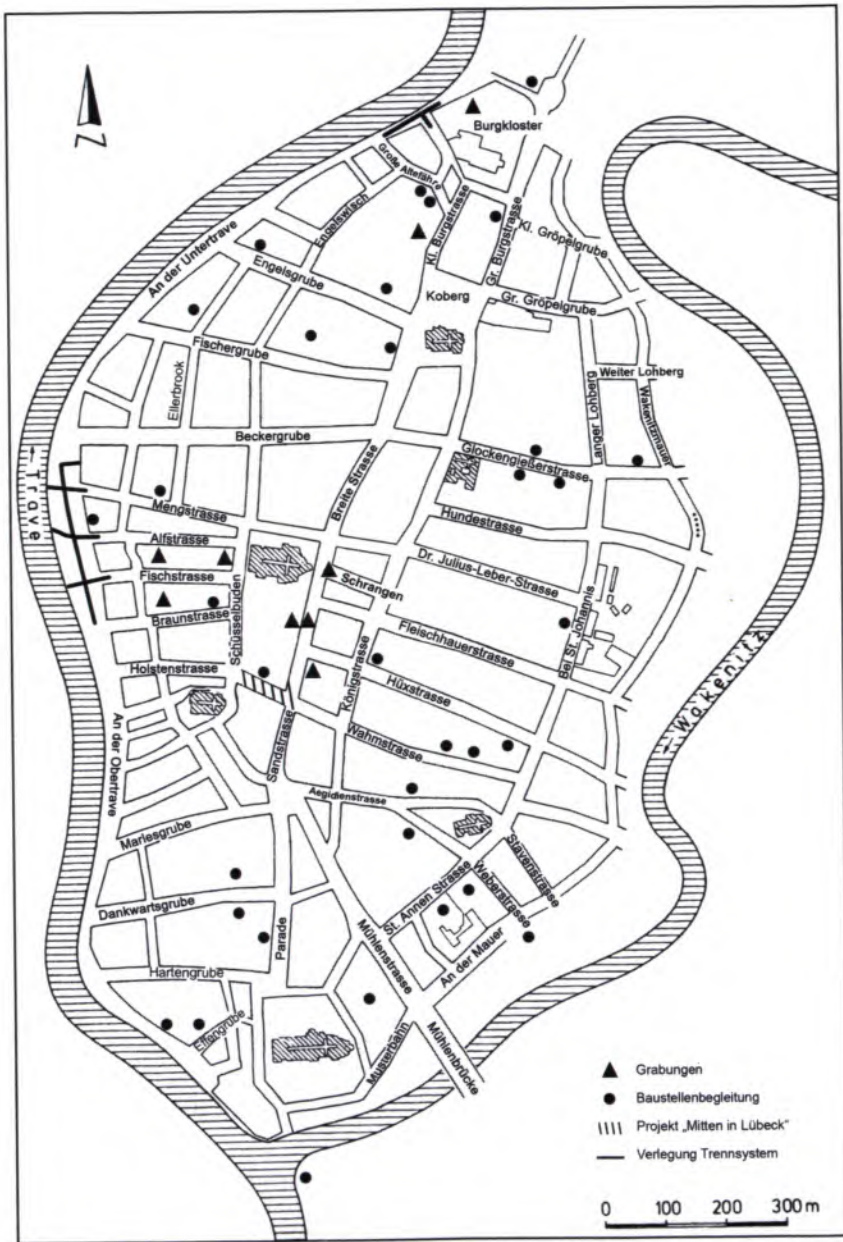 N
Burgkloster
Große Altefähre
Engelswisch
Kl. Burgstrasse
Gr. Burgstrasse
Kl. Gröpelgrube
An der Untertrave
Engelsgrube
Koberg
Gr. Gröpelgrube
Fischergrube
Ellerbrook
Weiter Lohberg
Langer Lohberg
Wakenitzmauer
Beckergrube
Breite Strasse
Glockengießerstrasse
Trave
Mengstrasse
Hundestrasse
Alfstrasse
Dr. Julius-Leber-Strasse
Fischstrasse
Schrangen
Braunstrasse
Schüsselbuden
Fleischhauerstrasse
Bei St. Johannis
Holstenstrasse
Königstrasse
Hüxstrasse
Wakenitz
An der Obertrave
Sandstrasse
Wahmstrasse
Aegidienstrasse
Marlesgrube
Stavenstrasse
St. Annen Strasse
Weberstrasse
Dankwartsgrube
Parade
Mühlenstrasse
An der Mauer
Hartengrube
Effengrube
Musterbahn
Mühlenbrücke
Grabungen
Baustellenbegleitung
Projekt „Mitten in Lübeck"
Verlegung Trennsystem
0 100 200 300 m